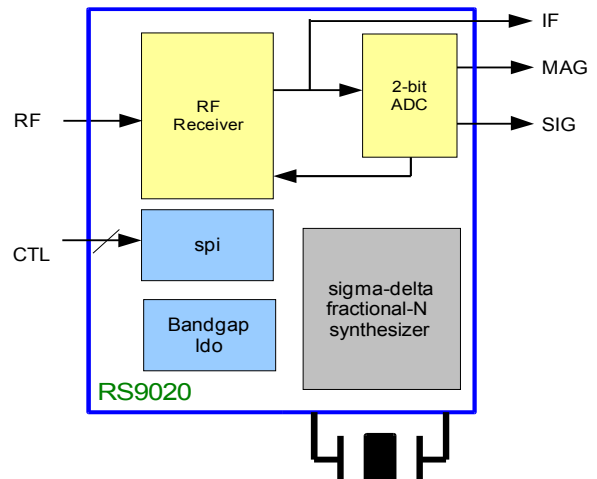 IF
MAG
SIG
RF
CTL
RF
Receiver
2-bit
ADC
spi
Bandgap
ldo
sigma-delta
fractional-N
synthesizer
RS9020